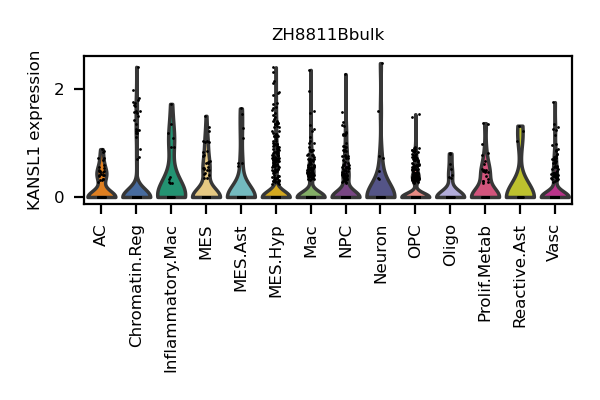 ZH8811Bbulk
KANSL1 expression
2
0
AC
Chromatin.Reg
Inflammatory.Mac
MES
MES.Ast
MES.Hyp
Mac
NPC
Neuron
OPC
Oligo
Prolif.Metab
Reactive.Ast
Vasc